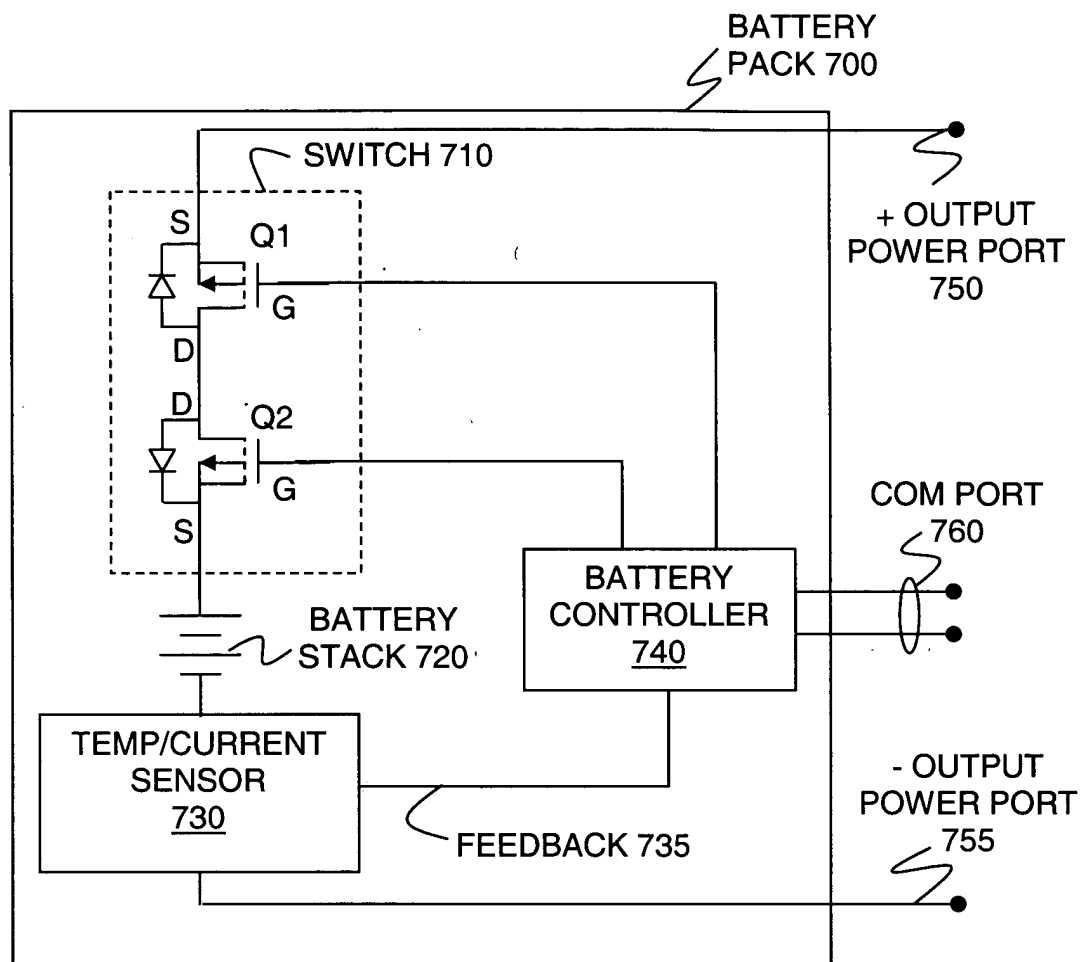 BATTERY
PACK 700
SWITCH 710
S
Q1
G
D
D
Q2
G
S
+ OUTPUT
POWER PORT
750
COM PORT
760
BATTERY
CONTROLLER
740
BATTERY
STACK 720
TEMP/CURRENT
SENSOR
730
FEEDBACK 735
- OUTPUT
POWER PORT
755